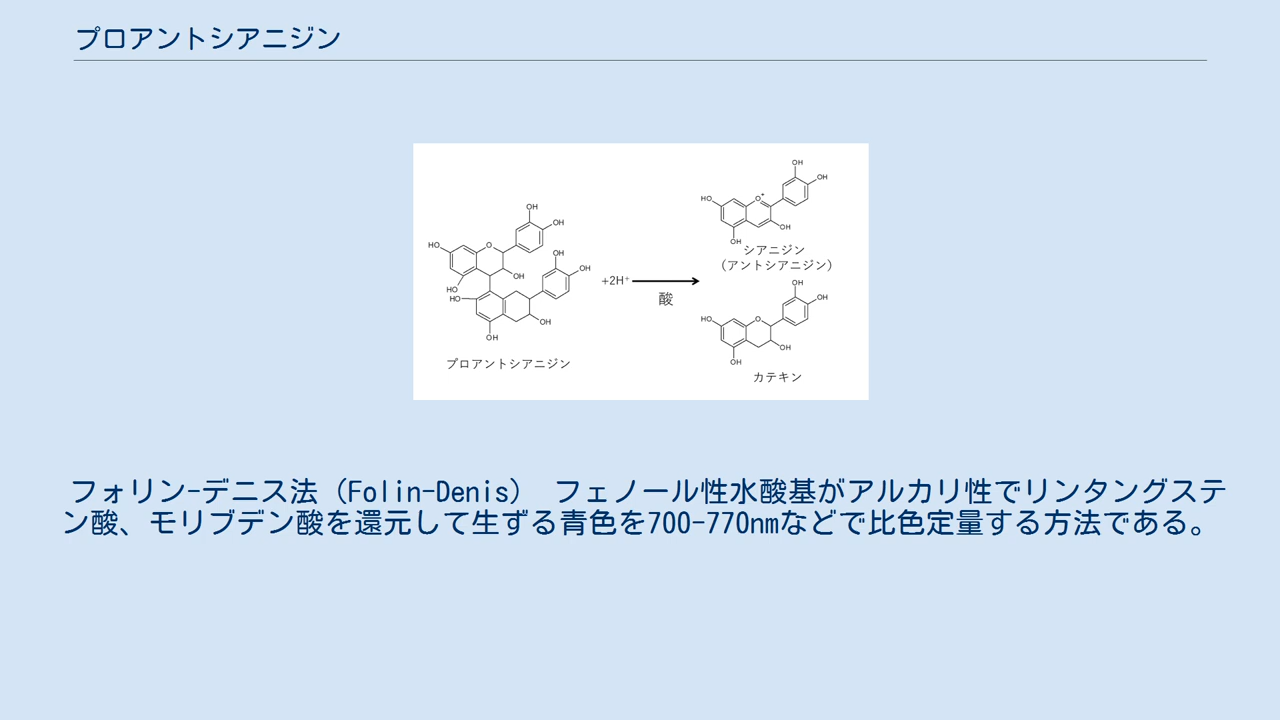 プロアントシアニジン
OH
OH
HO
O
OH
HO
OH
OH
HO
OH
OH
プロアントシアニジン
+2H⁺
酸
OH
OH
HO
O⁺
OH
OH
シアニジン
(アントシアニジン)
OH
OH
HO
O
OH
OH
カテキン
フォリン-デニス法（Folin-Denis） フェノール性水酸基がアルカリ性でリンタングステ
ン酸、モリブデン酸を還元して生ずる青色を700-770nmなどで比色定量する方法である。